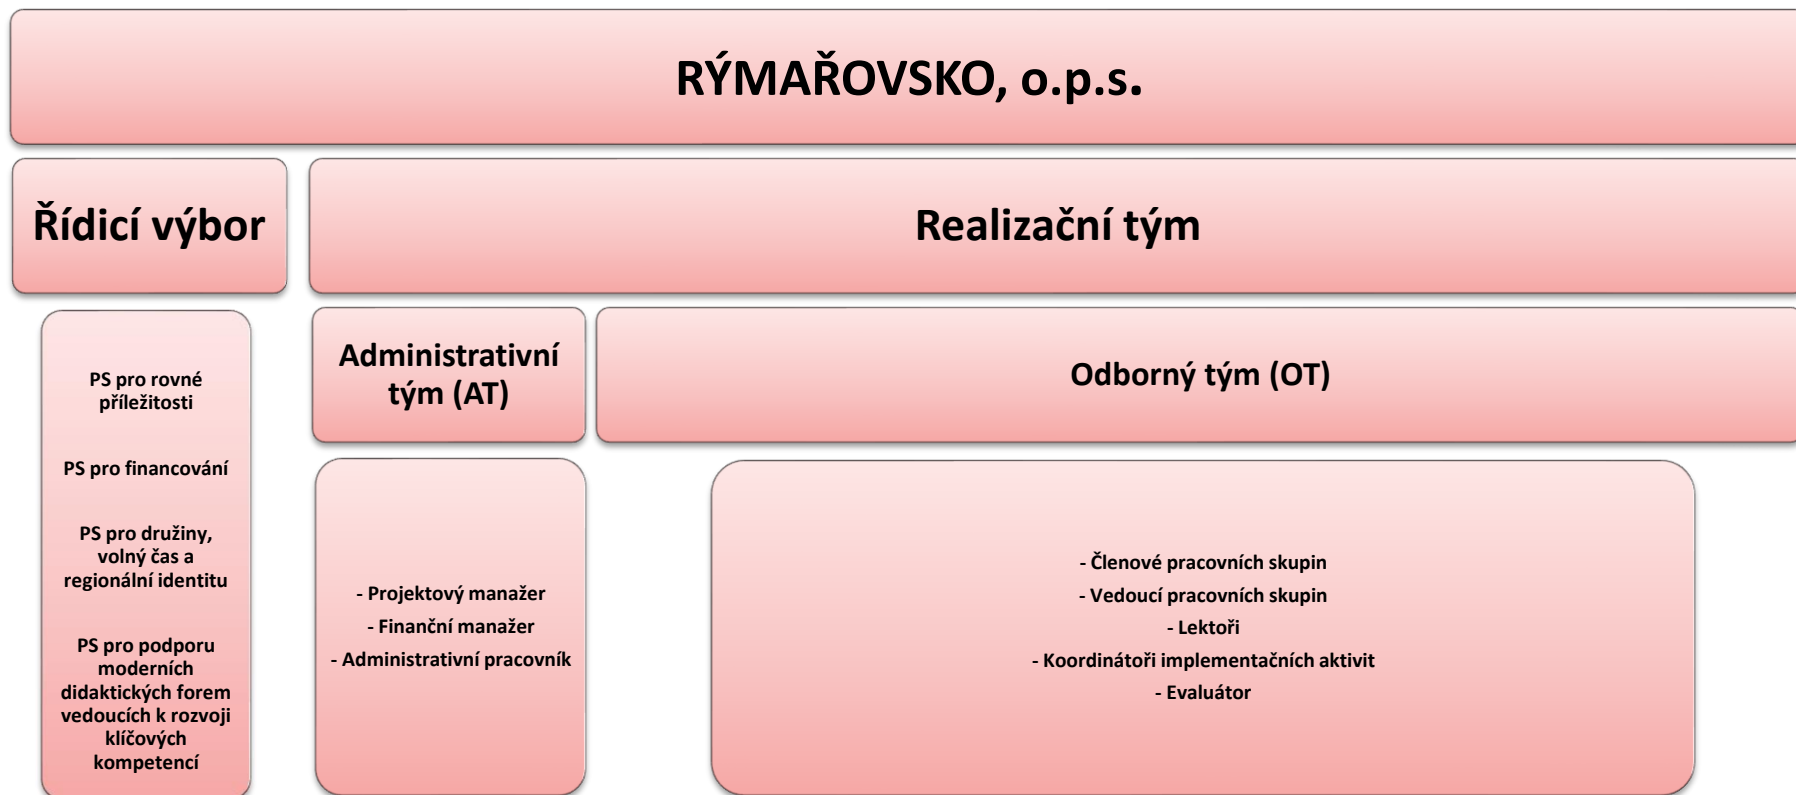 RÝMAŘOVSKO, o.p.s.
Řídicí výbor
Realizační tým
PS pro rovné
příležitosti
PS pro financování
PS pro družiny,
volný čas a
regionální identitu
PS pro podporu
moderních
didaktických forem
vedoucích k rozvoji
klíčových
kompetencí
Administrativní
tým (AT)
- Projektový manažer
- Finanční manažer
- Administrativní pracovník
Odborný tým (OT)
- Členové pracovních skupin
- Vedoucí pracovních skupin
- Lektoři
- Koordinátoři implementačních aktivit
- Evaluátor